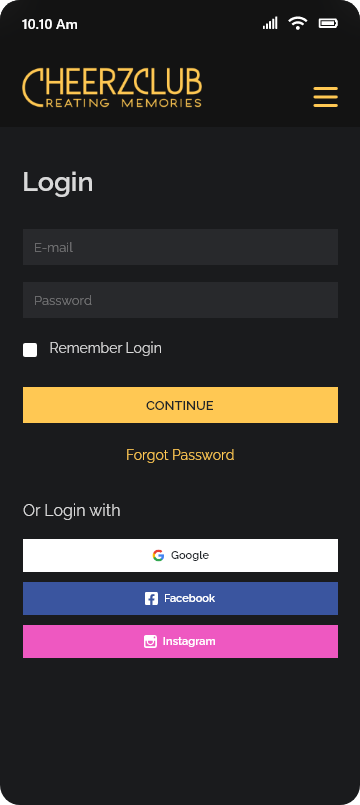 10.10 Am
CHEERZCLUB
CREATING MEMORIES
Login
E-mail
Password
Remember Login
CONTINUE
Forgot Password
Or Login with
Google
Facebook
Instagram